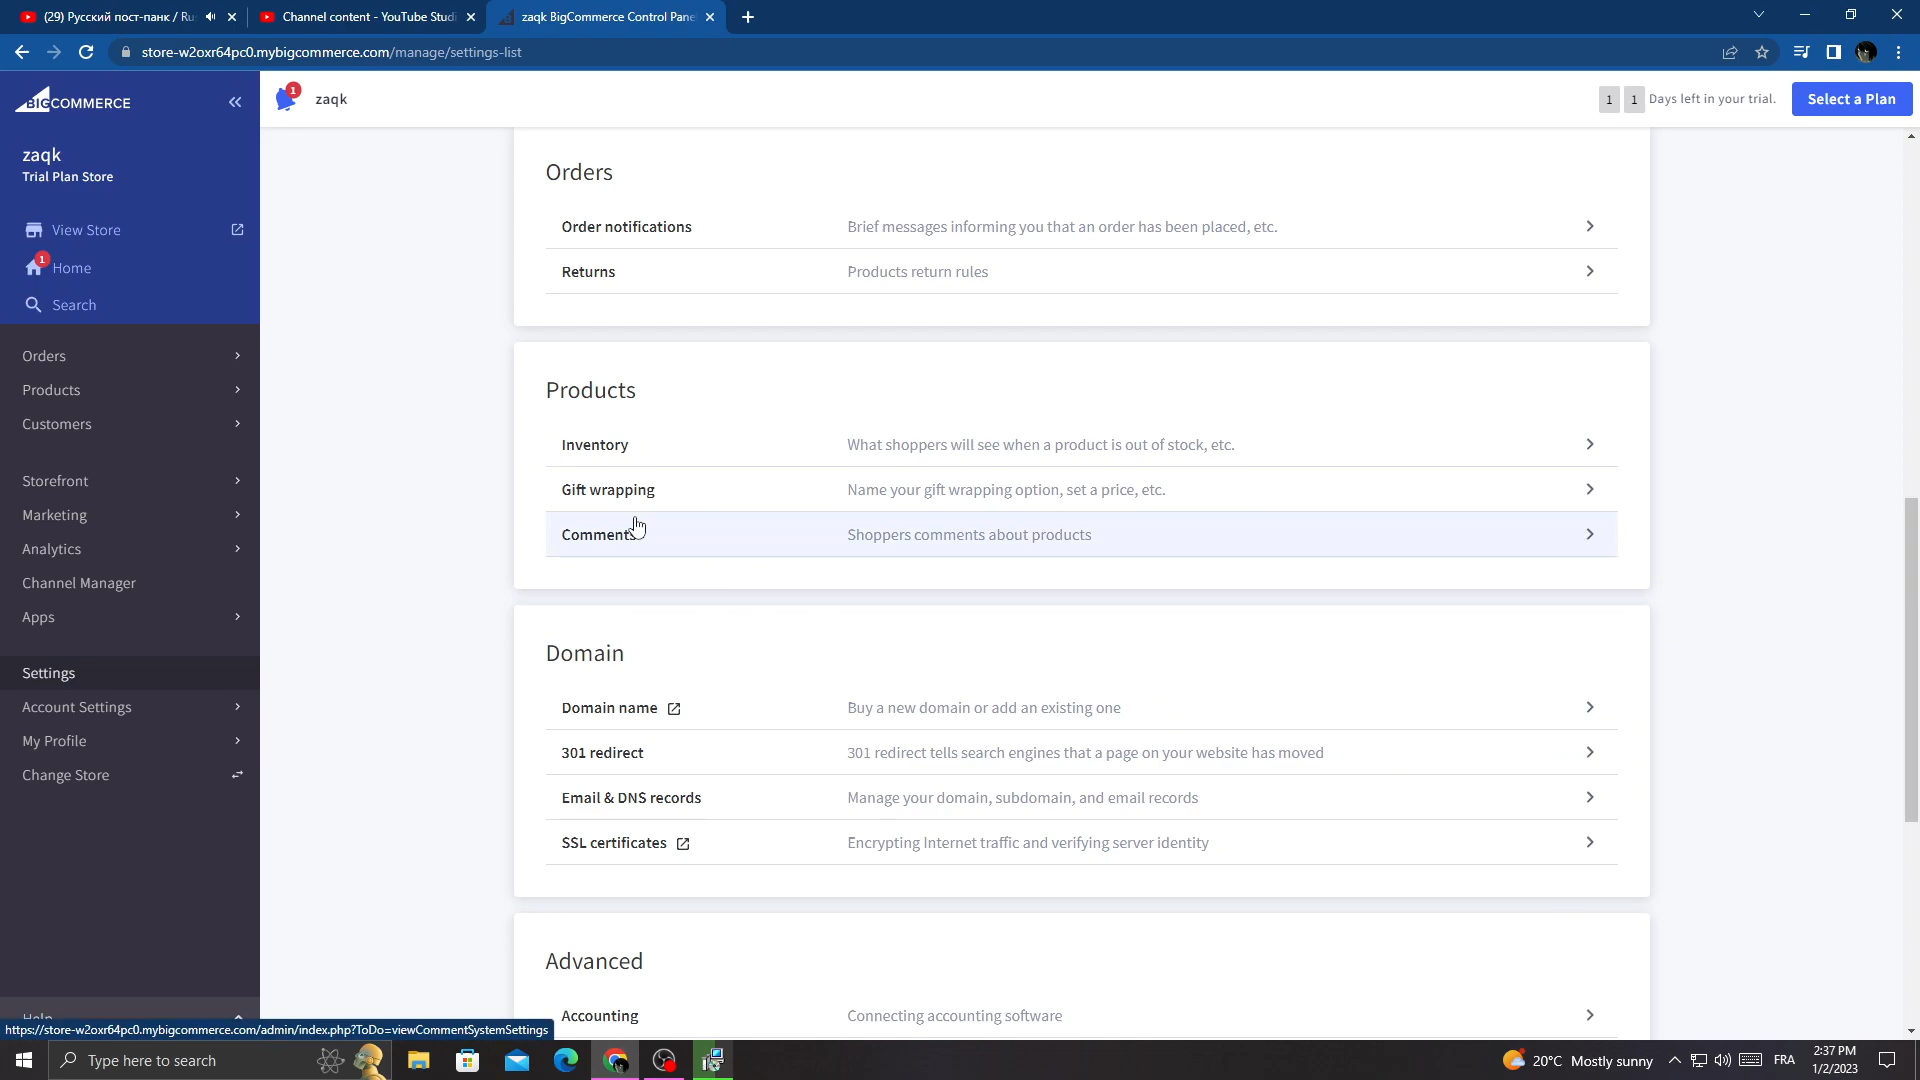 (29) Русский пост-панк / Ru
Channel content - YouTube Studi
zaqk BigCommerce Control Pane
store-w2oxr64pc0.mybigcommerce.com/manage/settings-list
BIGCOMMERCE
1
zaqk
1 1 Days left in your trial.
Select a Plan
zaqk
Trial Plan Store
View Store
1
Home
Search
Orders
Products
Customers
Storefront
Marketing
Analytics
Channel Manager
Apps
Settings
Account Settings
My Profile
Change Store
Help
Orders
Order notifications Brief messages informing you that an order has been placed, etc.
Returns Products return rules
Products
Inventory What shoppers will see when a product is out of stock, etc.
Gift wrapping Name your gift wrapping option, set a price, etc.
Comments Shoppers comments about products
Domain
Domain name Buy a new domain or add an existing one
301 redirect 301 redirect tells search engines that a page on your website has moved
Email & DNS records Manage your domain, subdomain, and email records
SSL certificates Encrypting Internet traffic and verifying server identity
Advanced
Accounting Connecting accounting software
https://store-w2oxr64pc0.mybigcommerce.com/admin/index.php?ToDo=viewCommentSystemSettings
Type here to search
20°C Mostly sunny
FRA
2:37 PM
1/2/2023